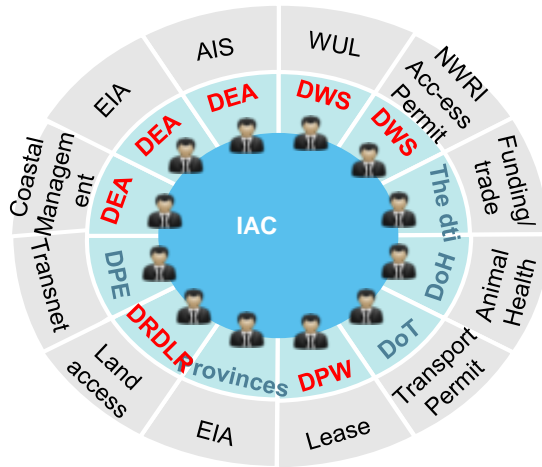 AIS
WUL
NWRI
Acc-ess
Permit
Funding/
trade
Animal
Health
Transport
Permit
Lease
EIA
Land
access
Transnet
Coastal
Managem
ent
EIA
DEA
DWS
DWS
The dti
DoH
DoT
DPW
Provinces
DRDLR
DPE
DEA
DEA
IAC